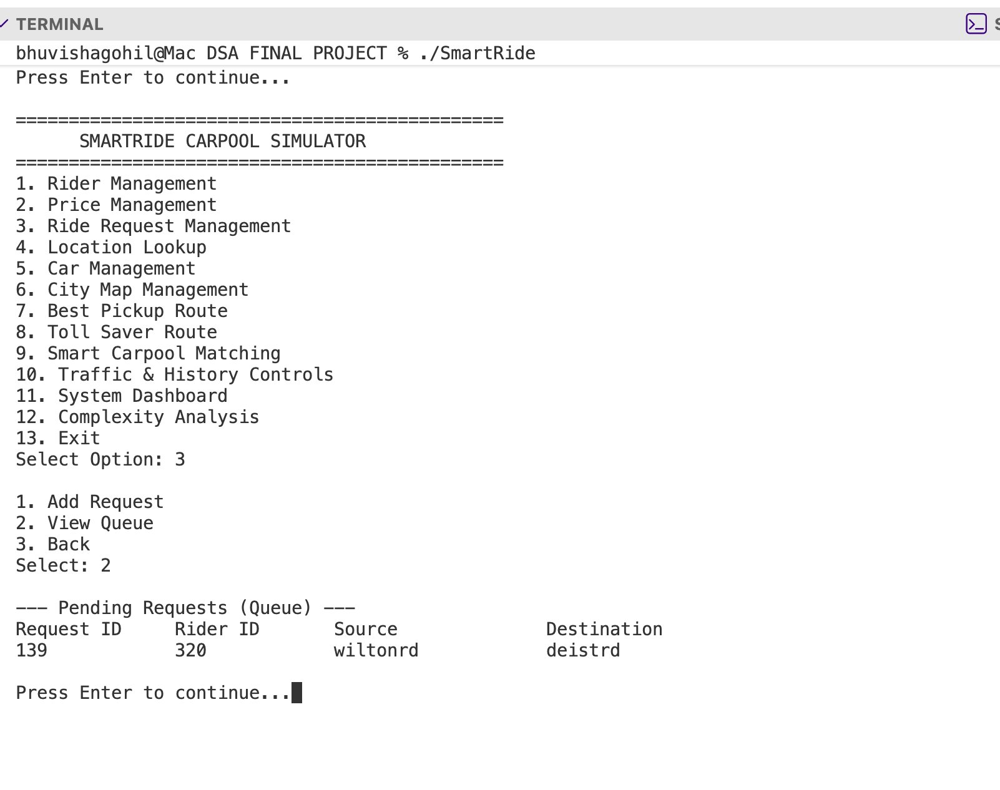 TERMINAL
bhuvishagohil@Mac DSA FINAL PROJECT % ./SmartRide
Press Enter to continue...
==============================================
SMARTRIDE CARPOOL SIMULATOR
==============================================
1. Rider Management
2. Price Management
3. Ride Request Management
4. Location Lookup
5. Car Management
6. City Map Management
7. Best Pickup Route
8. Toll Saver Route
9. Smart Carpool Matching
10. Traffic & History Controls
11. System Dashboard
12. Complexity Analysis
13. Exit
Select Option: 3
1. Add Request
2. View Queue
3. Back
Select: 2
--- Pending Requests (Queue) ---
Request ID     Rider ID       Source              Destination
139            320            wiltonrd            deistrd
Press Enter to continue...